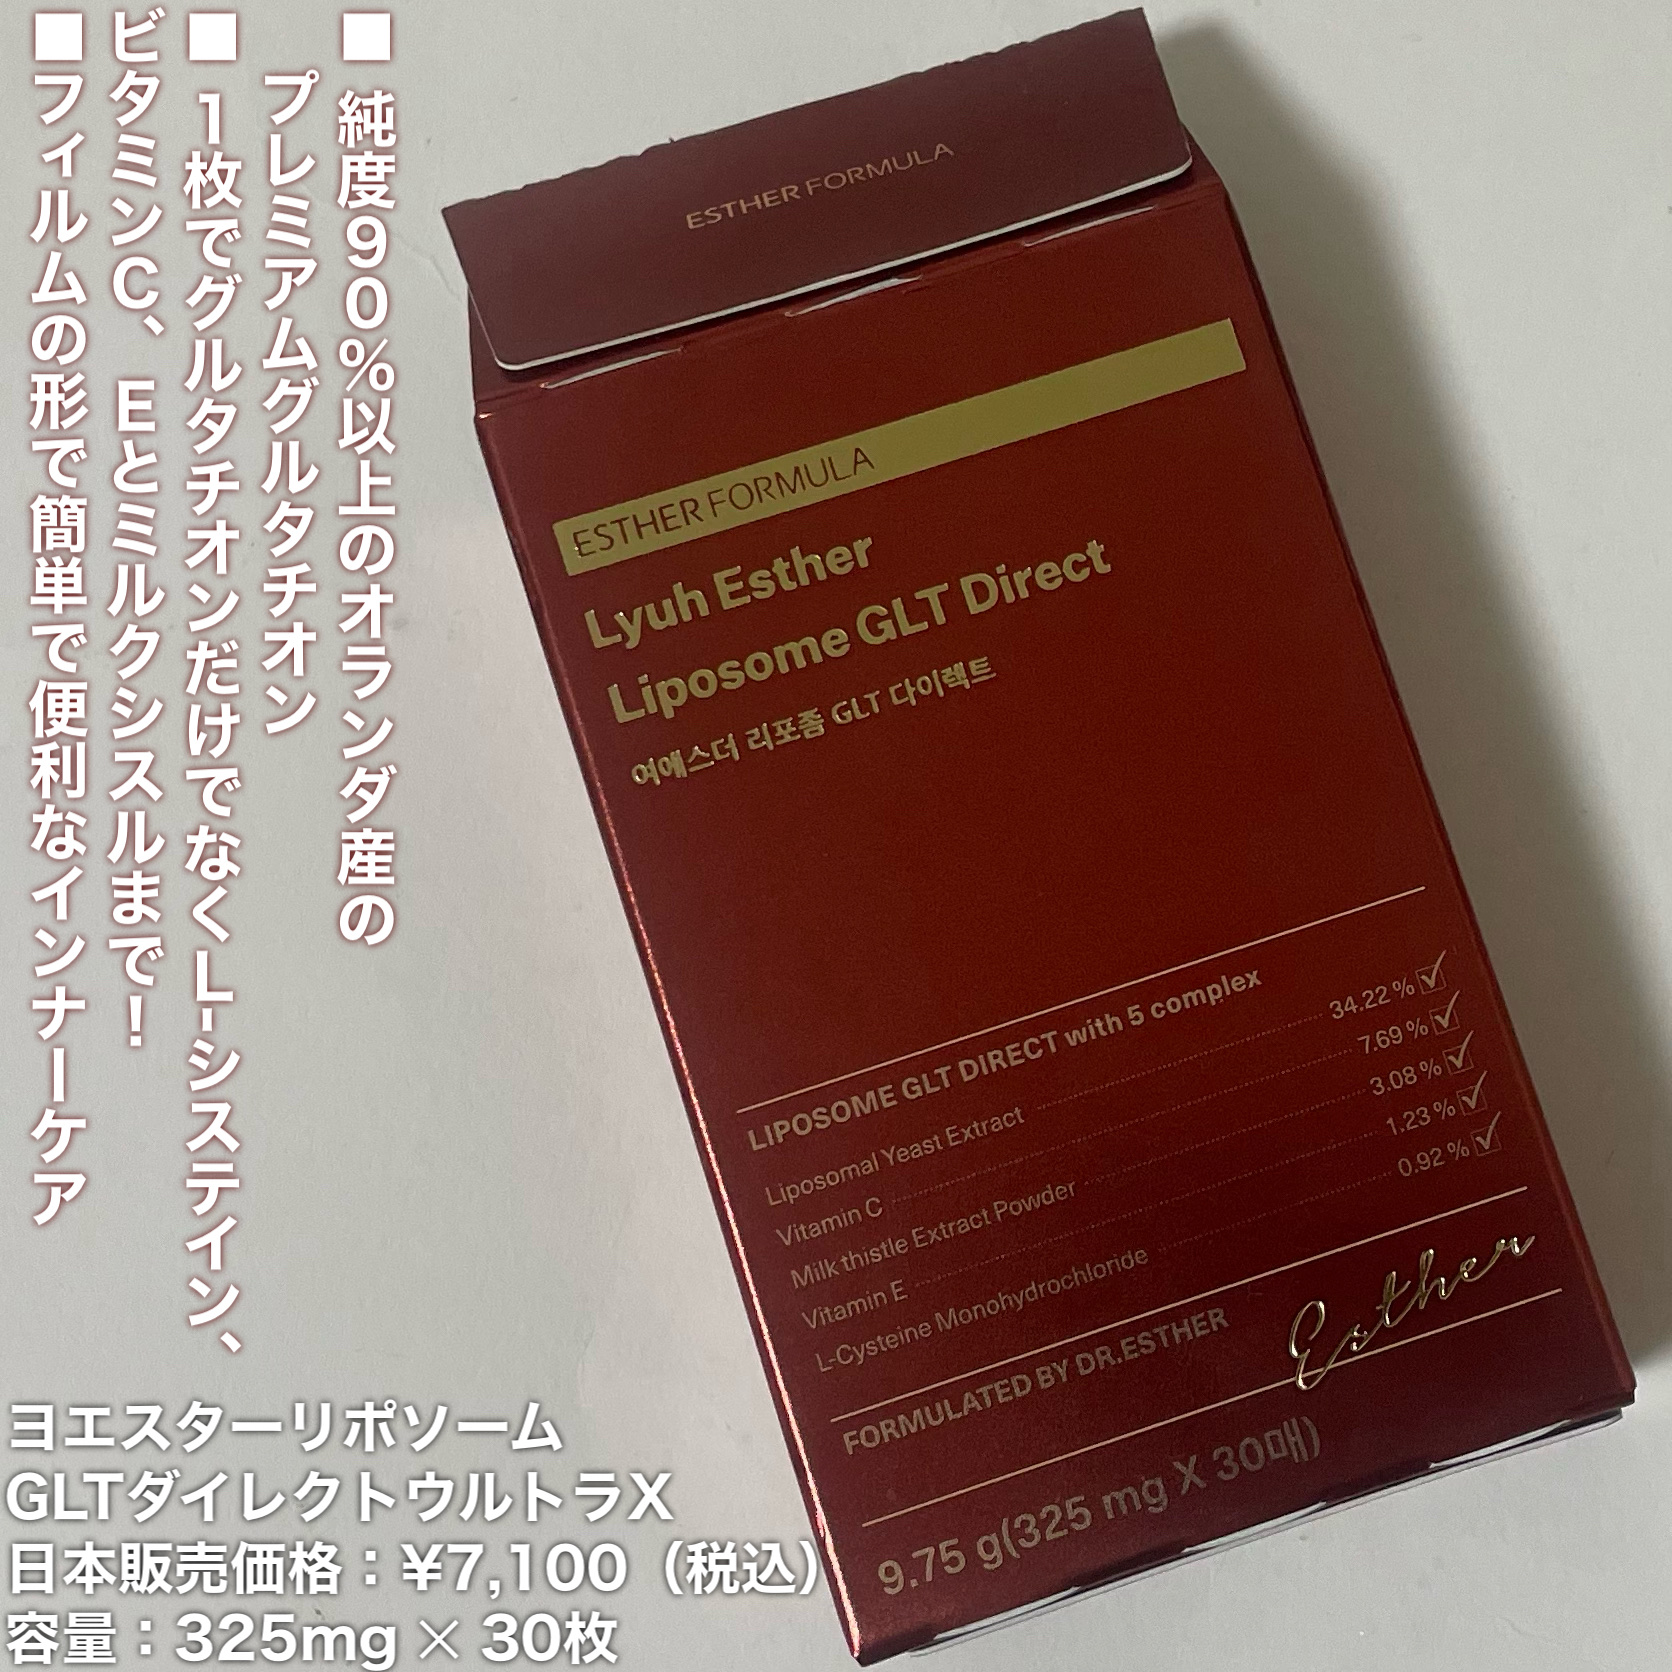 ■ 純度９０％以上のオランダ産の
プレミアムグルタチオン
■ １枚でグルタチオンだけでなくL-システイン、
ビタミンC、EとミルクシスルまでI！
■フィルムの形で簡単で便利なインナーケア
ESTHER FORMULA
ESTHER FORMULA
Lyuh Esther
Liposome GLT Direct
여에스더 리포좀 GLT 다이렉트
LIPOSOME GLT DIRECT with 5 complex
Liposomal Yeast Extract 34.22 %
Vitamin C 7.69 %
Milk thistle Extract Powder 3.08 %
Vitamin E 1.23 %
L-Cysteine Monohydrochloride 0.92 %
FORMULATED BY DR.ESTHER
Esther
9.75 g(325 mg X 30매)
ヨエスターリポソーム
GLTダイレクトウルトラX
日本販売価格：¥7,100（税込）
容量：325mg × 30枚